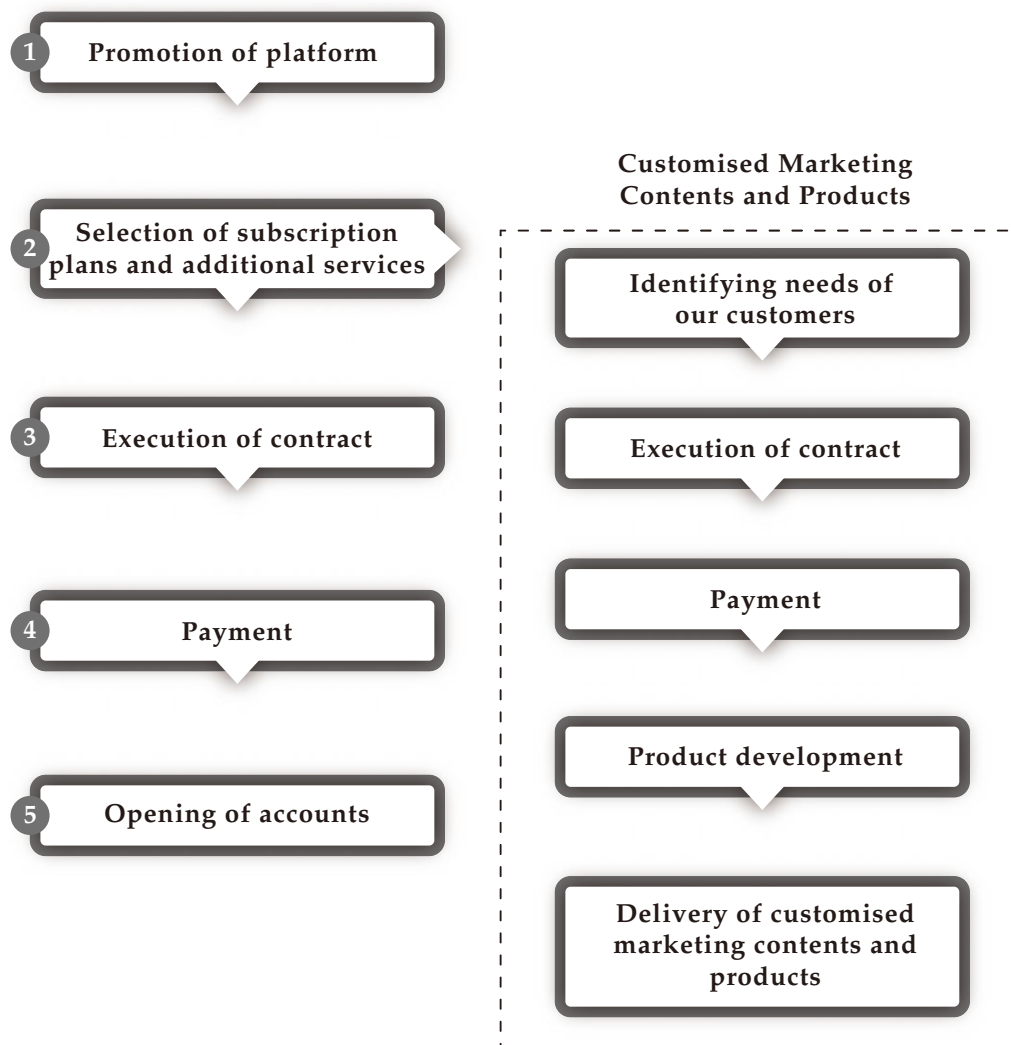 1
Promotion of platform
2
Selection of subscription
plans and additional services
3
Execution of contract
4
Payment
5
Opening of accounts
Customised Marketing
Contents and Products
Identifying needs of
our customers
Execution of contract
Payment
Product development
Delivery of customised
marketing contents and
products